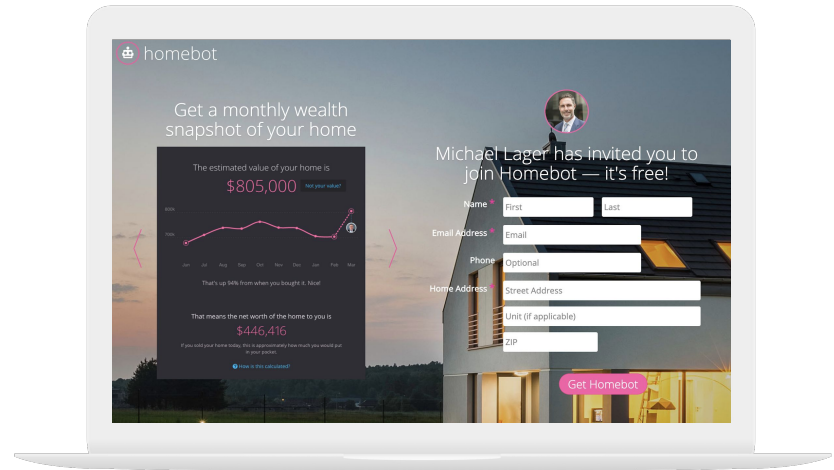 homebot
Get a monthly wealth
snapshot of your home
The estimated value of your home is
$805,000
Not your value?
800k
700k
Jun Jul Aug Sep Oct Nov Dec Jan Feb Mar
That's up 94% from when you bought it. Nice!
That means the net worth of the home to you is
$446,416
If you sold your home today, this is approximately how much you would put
in your pocket.
How is this calculated?
Michael Lager has invited you to
join Homebot — it's free!
Name *
First
Last
Email Address *
Email
Phone
Optional
Home Address *
Street Address
Unit (if applicable)
ZIP
Get Homebot